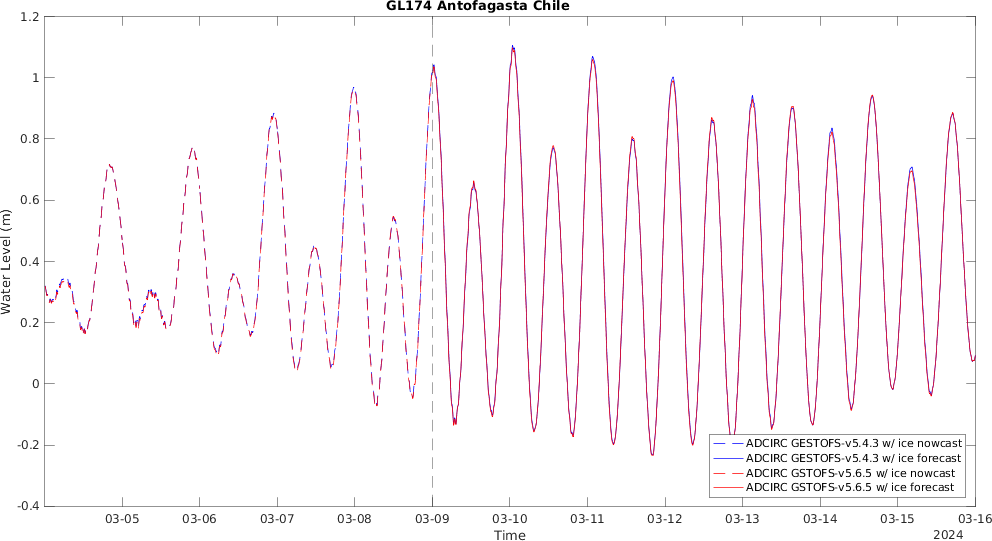 GL174 Antofagasta Chile
1.2
1
0.8
0.6
0.4
0.2
0
-0.2
-0.4
Water Level (m)
ADCIRC GESTOFS-v5.4.3 w/ ice nowcast
ADCIRC GESTOFS-v5.4.3 w/ ice forecast
ADCIRC GSTOFS-v5.6.5 w/ ice nowcast
ADCIRC GSTOFS-v5.6.5 w/ ice forecast
03-05 03-06 03-07 03-08 03-09 03-10 03-11 03-12 03-13 03-14 03-15 03-16
Time
2024